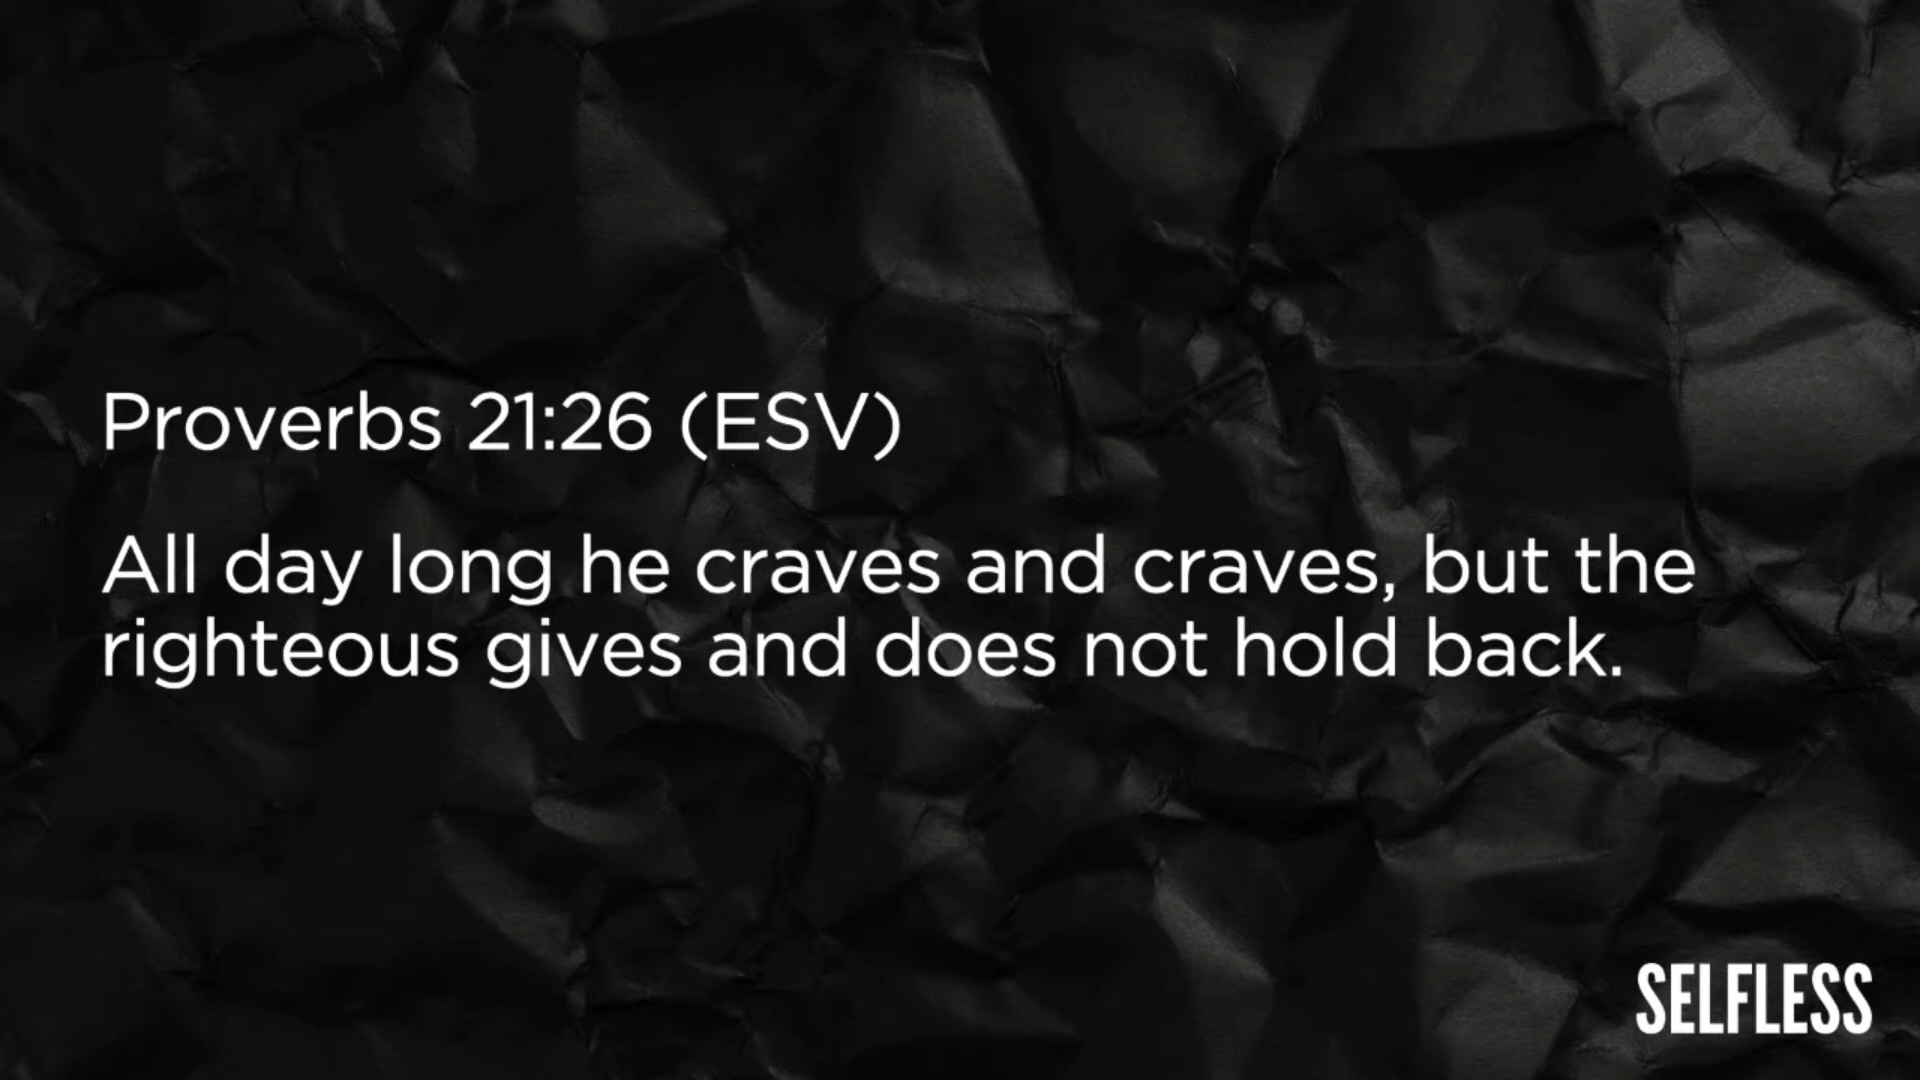 Proverbs 21:26 (ESV)
All day long he craves and craves, but the
righteous gives and does not hold back.
SELFLESS